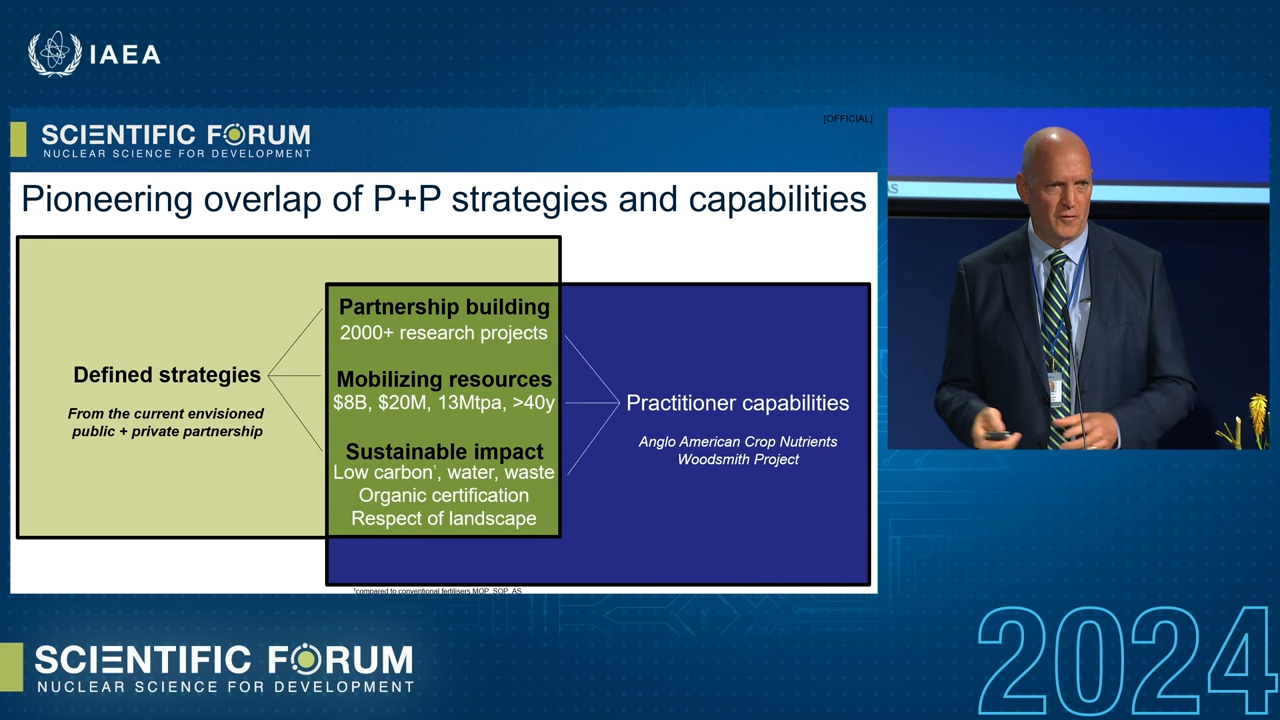 IAEA
SCIENTIFIC FORUM
NUCLEAR SCIENCE FOR DEVELOPMENT
[OFFICIAL]
Pioneering overlap of P+P strategies and capabilities
Defined strategies
From the current envisioned
public + private partnership
Partnership building
2000+ research projects
Mobilizing resources
$8B, $20M, 13Mtpa, >40y
Sustainable impact
Low carbon¹, water, waste
Organic certification
Respect of landscape
Practitioner capabilities
Anglo American Crop Nutrients
Woodsmith Project
¹compared to conventional fertilisers MOP, SOP, AS
AS
SCIENTIFIC FORUM
NUCLEAR SCIENCE FOR DEVELOPMENT
2024